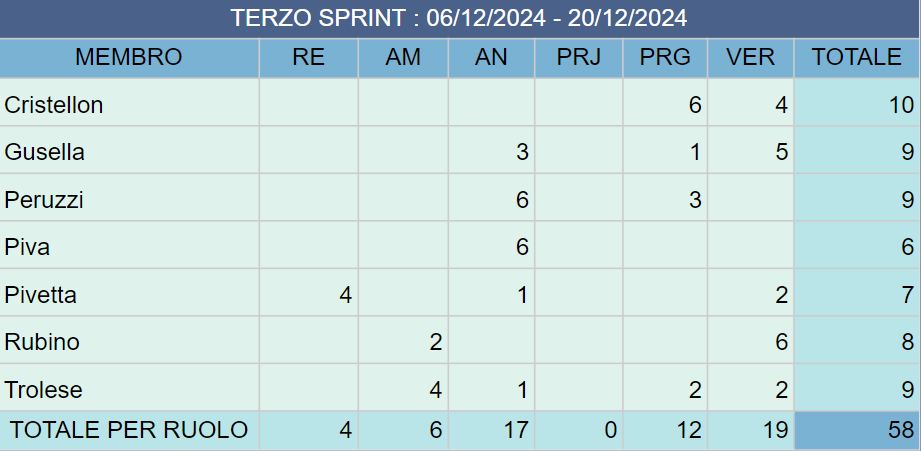 TERZO SPRINT : 06/12/2024 - 20/12/2024
MEMBRO RE AM AN PRJ PRG VER TOTALE
Cristellon 6 4 10
Gusella 3 1 5 9
Peruzzi 6 3 9
Piva 6 6
Pivetta 4 1 2 7
Rubino 2 6 8
Trolese 4 1 2 2 9
TOTALE PER RUOLO 4 6 17 0 12 19 58